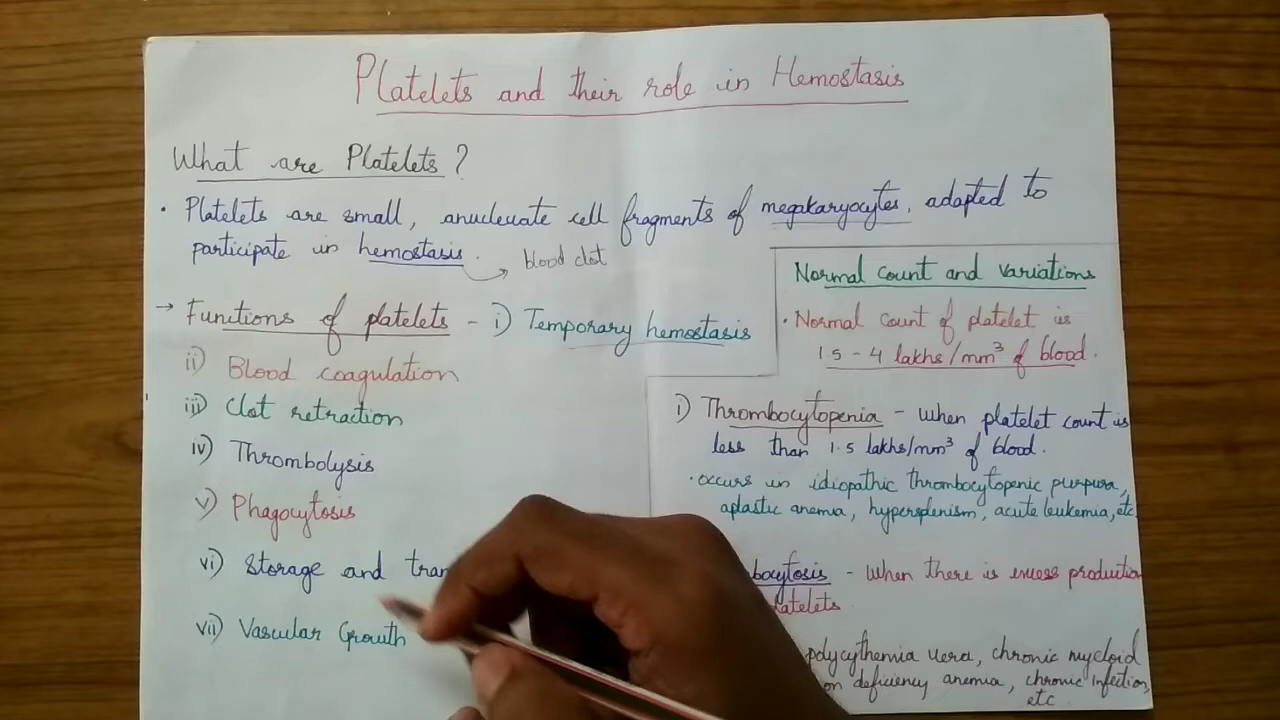 Platelets and their role in Hemostasis
What are Platelets ?
• Platelets are small, anucleuate cell fragments of megakaryocytes, adapted to
participate in hemostasis.
blood clot
→ Functions of platelets - i) Temporary hemostasis
ii) Blood coagulation
iii) Clot retraction
iv) Thrombolysis
v) Phagocytosis
vi) Storage and
vii) Vascular Growth
Normal count and variations
• Normal count of platelet is
1.5 - 4 lakhs/mm³ of blood.
i) Thrombocytopenia - when platelet count is
less than 1.5 lakhs/mm³ of blood.
• occurs in idiopathic thrombocytopenic purpura,
aplastic anemia, hypersplenism, acute leukemia, etc
- When there is excess production
polycythemia vera, chronic myeloid
deficiency anemia, chronic infection,
etc